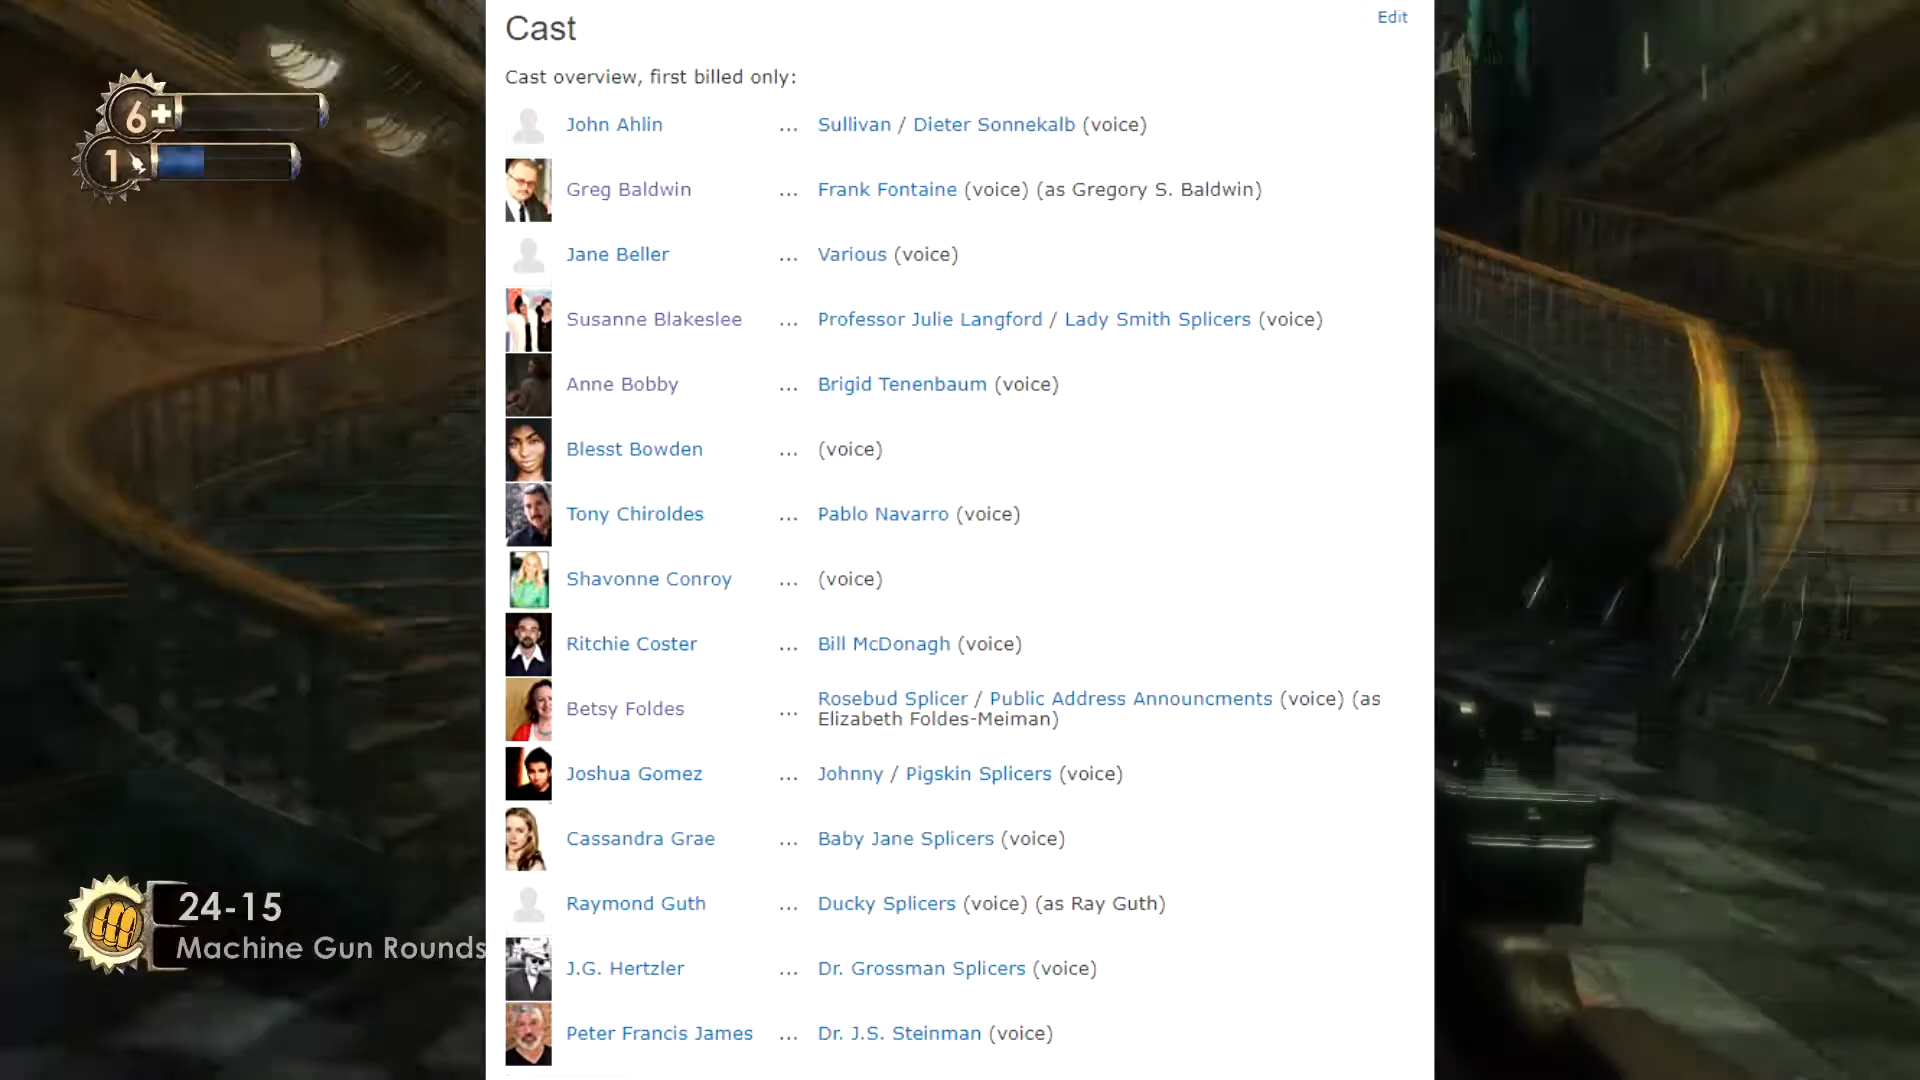 Cast
Edit
Cast overview, first billed only:
John Ahlin ... Sullivan / Dieter Sonnekalb (voice)
Greg Baldwin ... Frank Fontaine (voice) (as Gregory S. Baldwin)
Jane Beller ... Various (voice)
Susanne Blakeslee ... Professor Julie Langford / Lady Smith Splicers (voice)
Anne Bobby ... Brigid Tenenbaum (voice)
Blesst Bowden ... (voice)
Tony Chiroldes ... Pablo Navarro (voice)
Shavonne Conroy ... (voice)
Ritchie Coster ... Bill McDonagh (voice)
Betsy Foldes ... Rosebud Splicer / Public Address Announcments (voice) (as
Elizabeth Foldes-Meiman)
Joshua Gomez ... Johnny / Pigskin Splicers (voice)
Cassandra Grae ... Baby Jane Splicers (voice)
Raymond Guth ... Ducky Splicers (voice) (as Ray Guth)
J.G. Hertzler ... Dr. Grossman Splicers (voice)
Peter Francis James ... Dr. J.S. Steinman (voice)
6
1
24-15
Machine Gun Rounds